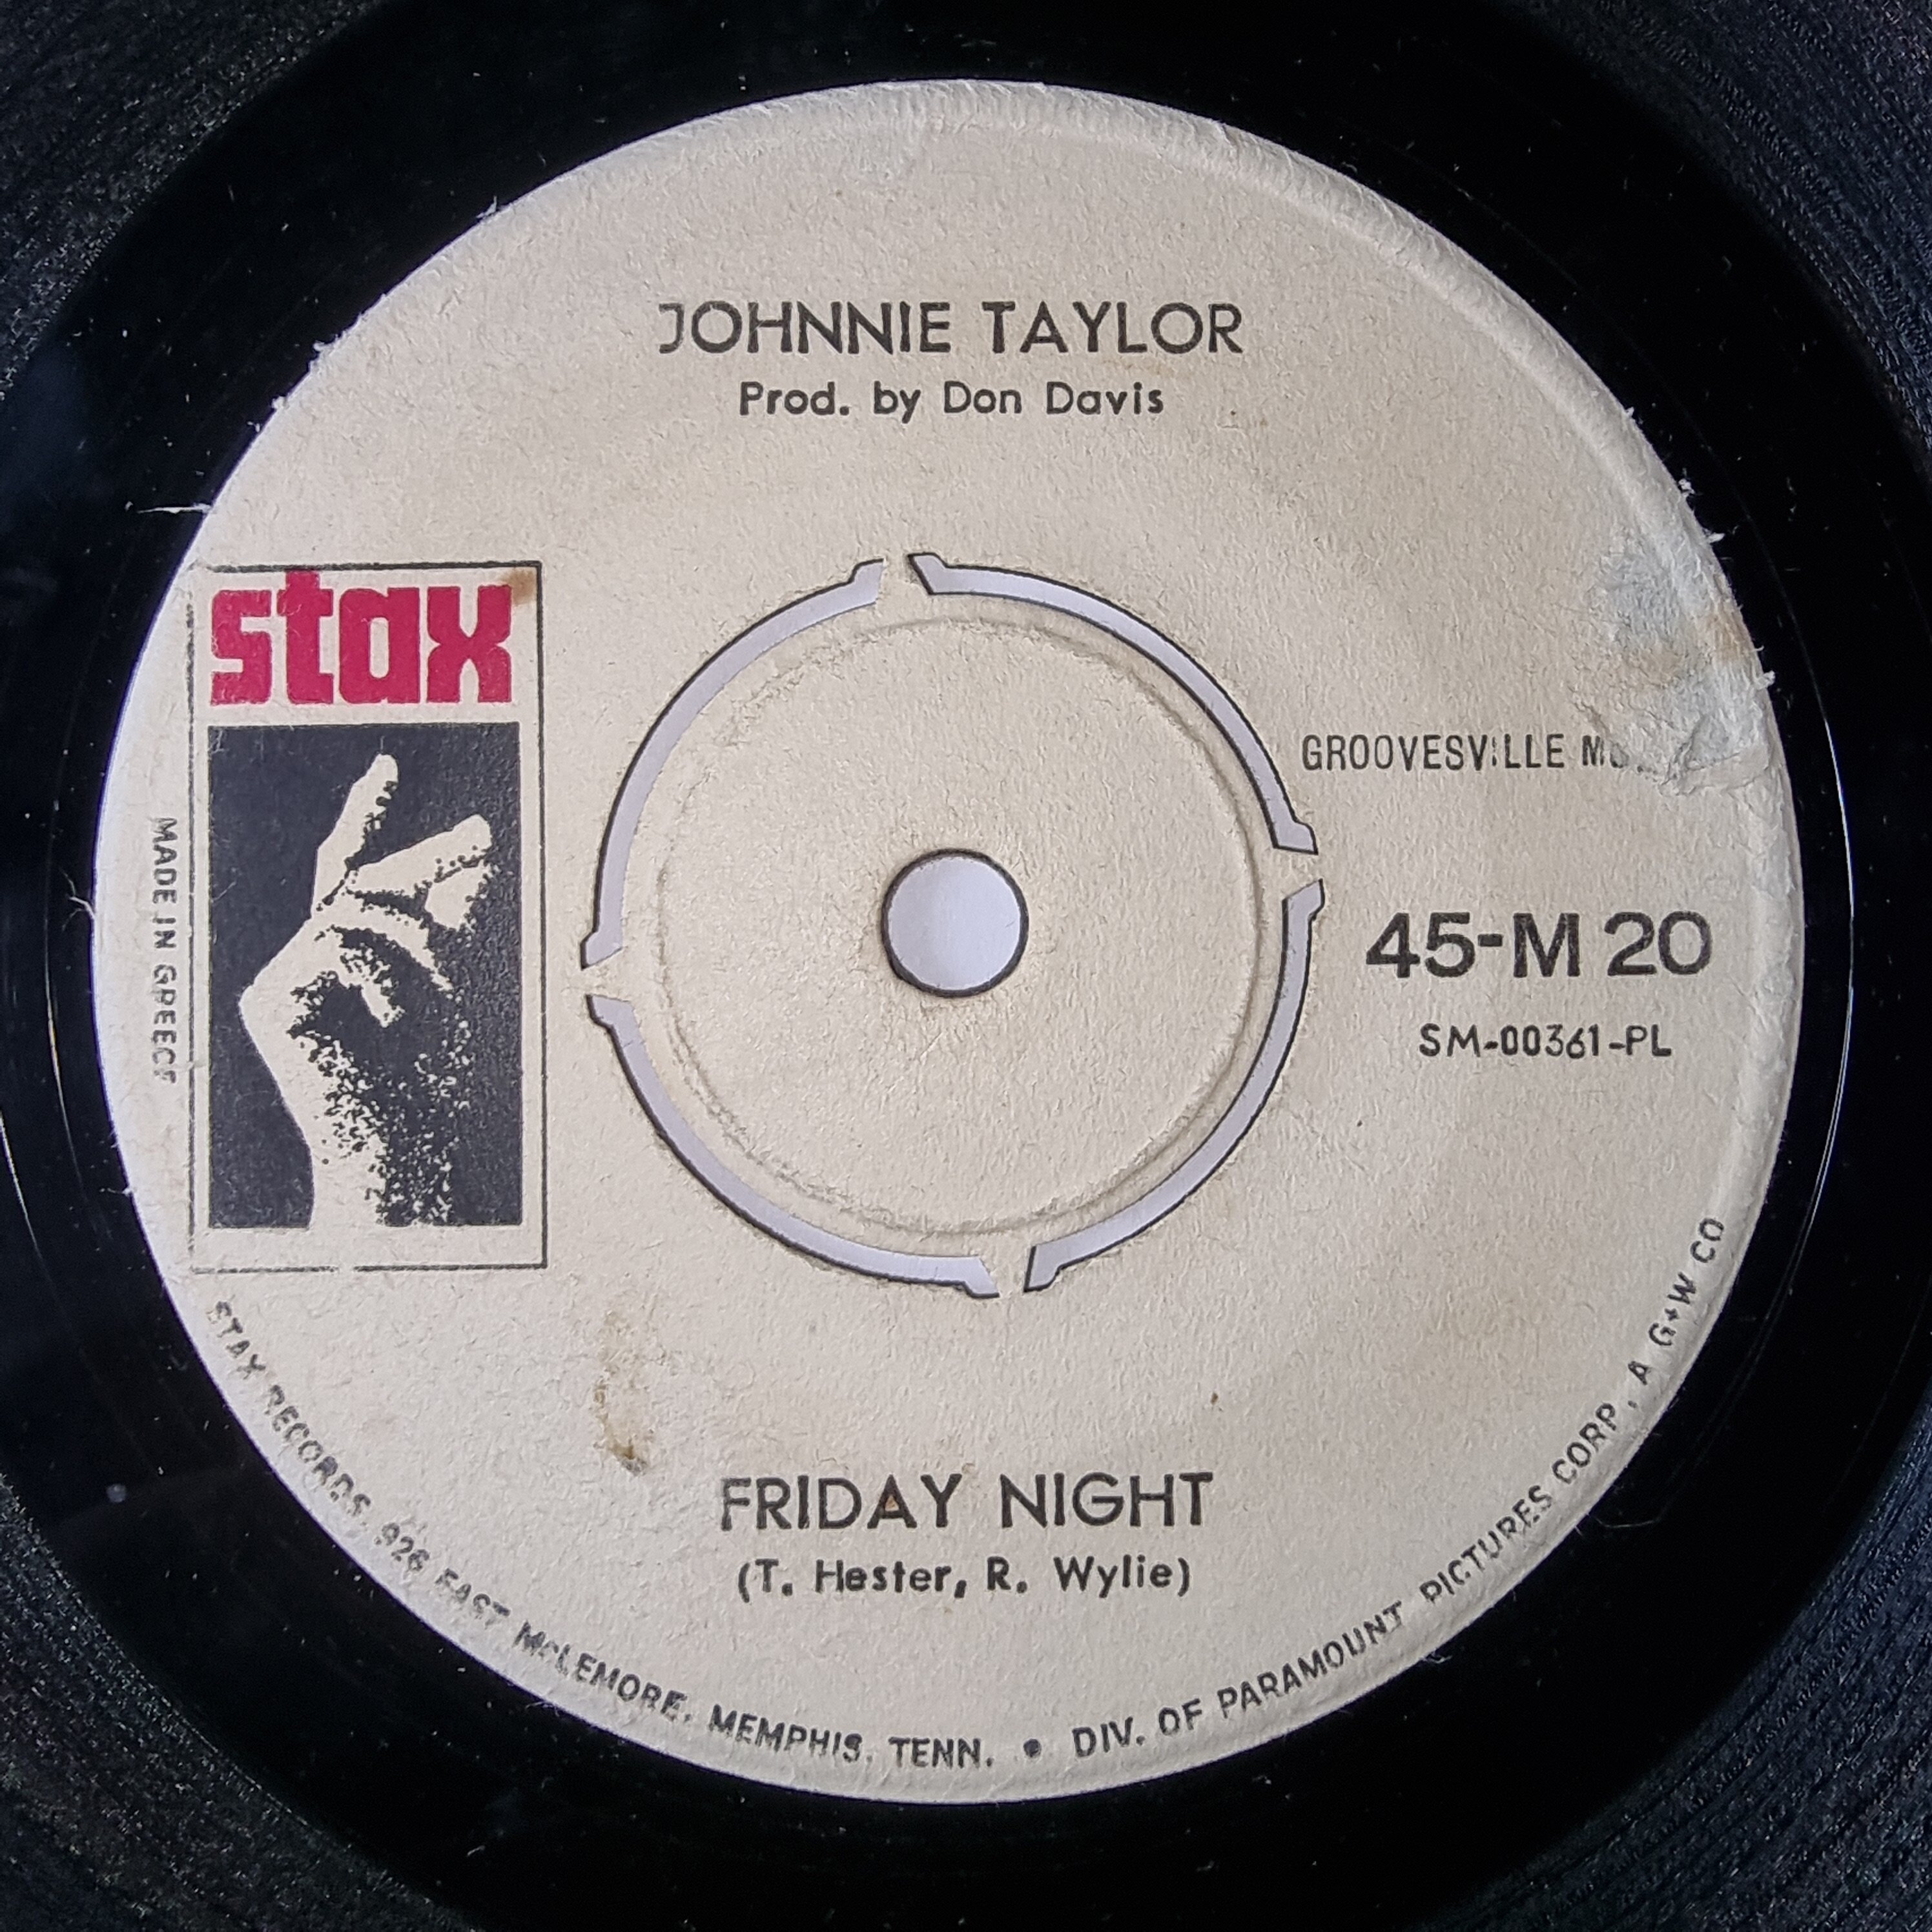 JOHNNIE TAYLOR
Prod. by Don Davis
stax
MADE IN GREECE
GROOVESVILLE
45-M 20
SM-00361-PL
FRIDAY NIGHT
(T. Hester, R. Wylie)
STAX RECORDS, 926 EAST McLEMORE, MEMPHIS, TENN. • DIV. OF PARAMOUNT PICTURES CORP., A G+W CO